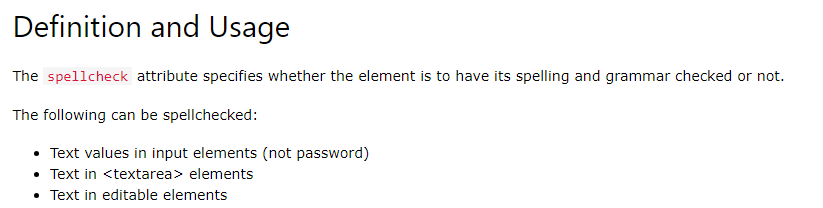 Definition and Usage
The spellcheck attribute specifies whether the element is to have its spelling and grammar checked or not.
The following can be spellchecked:
• Text values in input elements (not password)
• Text in <textarea> elements
• Text in editable elements